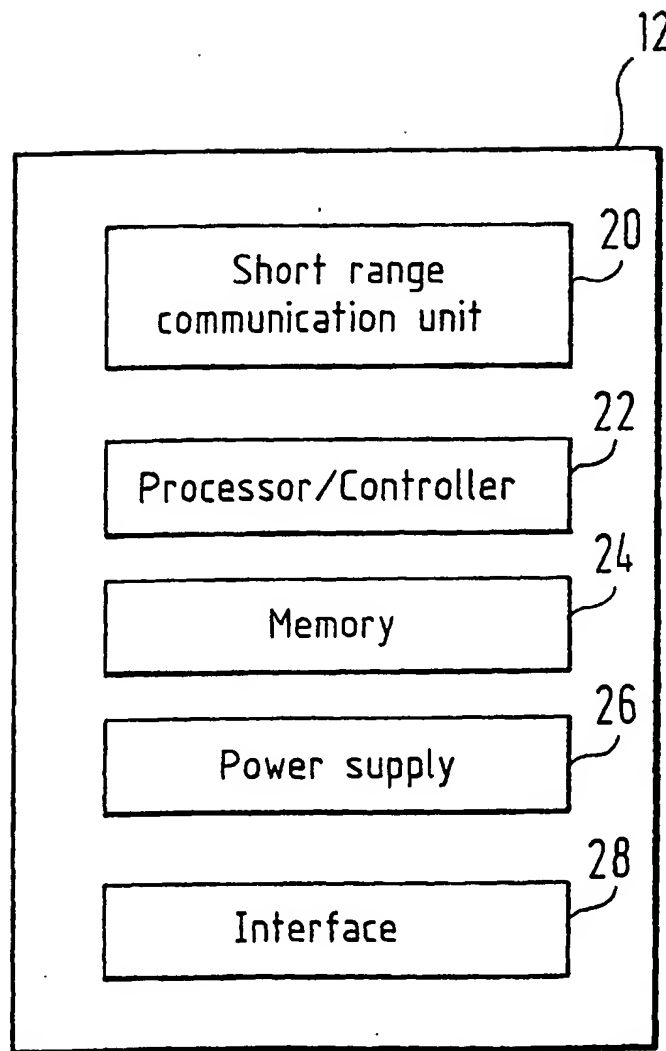 12
20
Short range
communication unit
22
Processor/Controller
24
Memory
26
Power supply
28
Interface